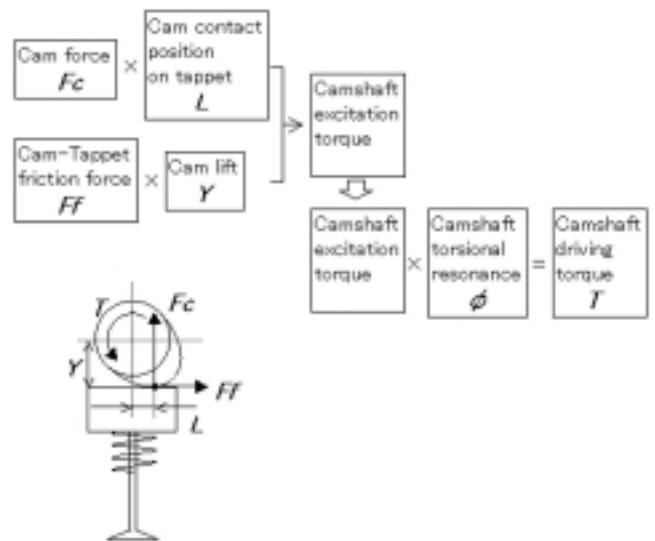 Cam force
Fc
×
Cam contact
position
on tappet
L
Cam-Tappet
friction force
Ff
×
Cam lift
Y
Camshaft
excitation
torque
Camshaft
excitation
torque
×
Camshaft
torsional
resonance
ϕ
=
Camshaft
driving
torque
T
T
Fc
Y
Ff
L